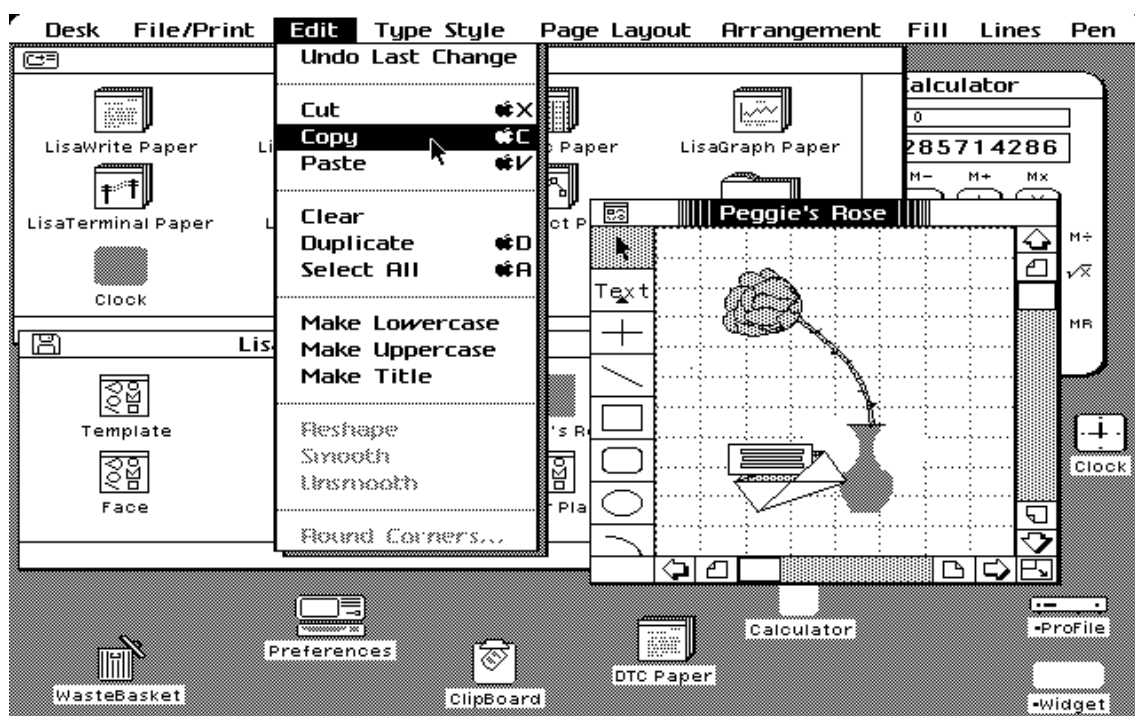 Desk File/Print Edit Type Style Page Layout Arrangement Fill Lines Pen
Undo Last Change
Cut X
Copy C
Paste V
Clear
Duplicate D
Select All A
Make Lowercase
Make Uppercase
Make Title
Reshape
Smooth
Unsmooth
Round Corners...
LisaWrite Paper
Paper
LisaGraph Paper
LisaTerminal Paper
Clock
Template
Face
0
285714286
M- M+ Mx
M÷
√x
MR
Peggie's Rose
Text
Clock
WasteBasket
Preferences
ClipBoard
DTC Paper
Calculator
-ProFile
-Widget